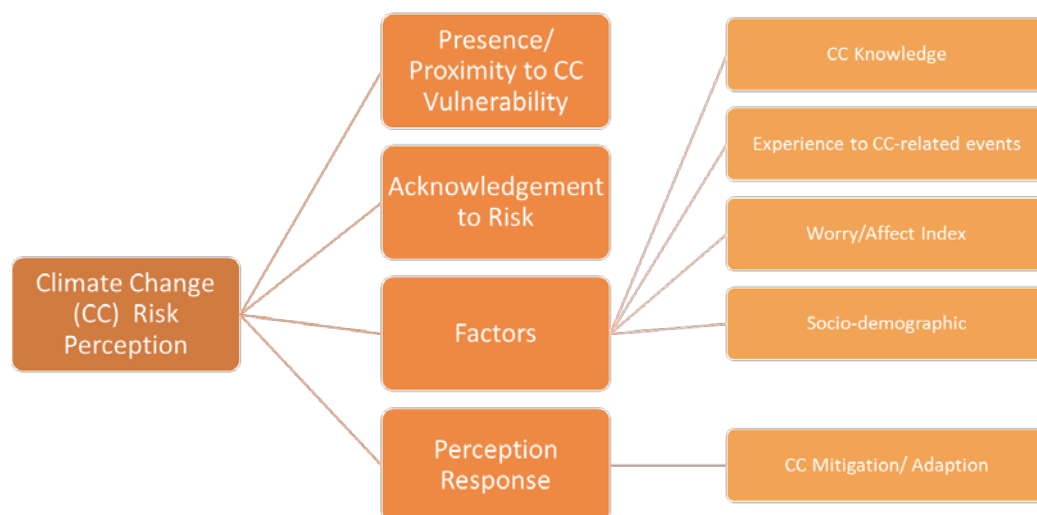 Climate Change
(CC) Risk
Perception
Presence/
Proximity to CC
Vulnerability
Acknowledgement
to Risk
Factors
Perception
Response
CC Knowledge
Experience to CC-related events
Worry/Affect Index
Socio-demographic
CC Mitigation/ Adaption